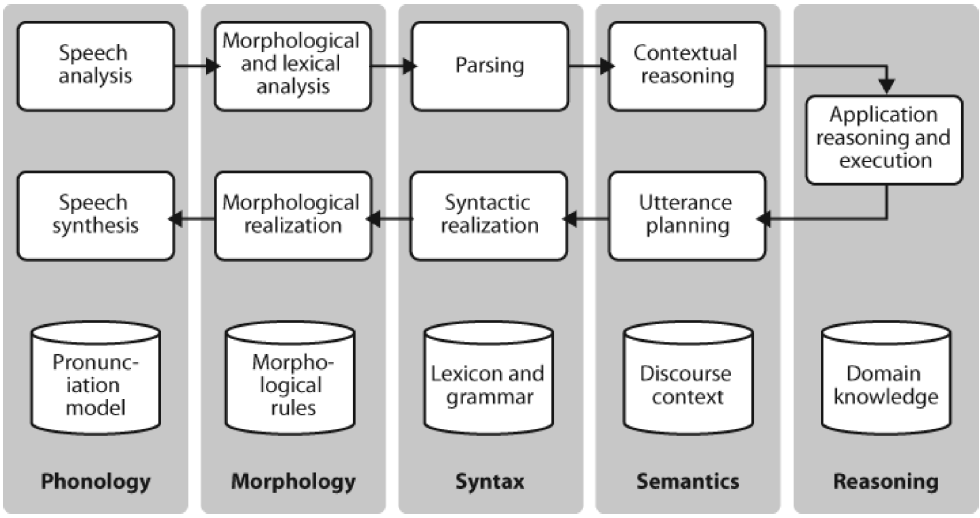 Speech
analysis
Morphological
and lexical
analysis
Parsing
Contextual
reasoning
Application
reasoning and
execution
Speech
synthesis
Morphological
realization
Syntactic
realization
Utterance
planning
Pronunc-
iation
model
Morpho-
logical
rules
Lexicon and
grammar
Discourse
context
Domain
knowledge
Phonology
Morphology
Syntax
Semantics
Reasoning